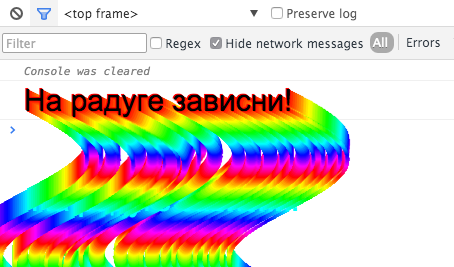 <top frame> Preserve log
Filter Regex Hide network messages All Errors
Console was cleared
На радуге зависни!